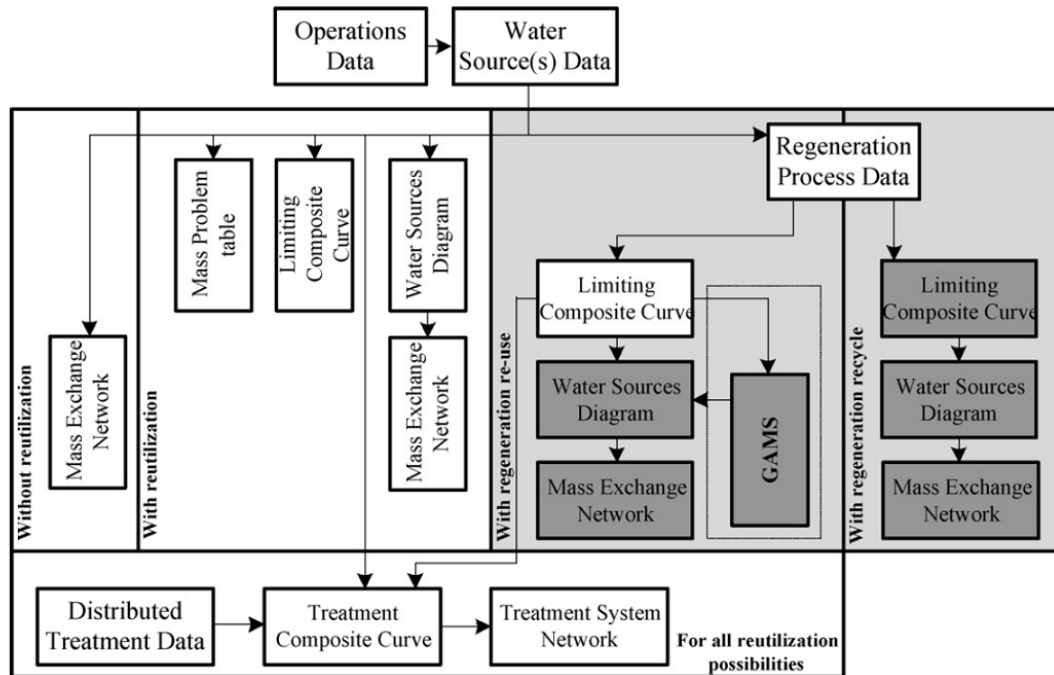 Operations
Data
Water
Source(s) Data
Regeneration
Process Data
Without reutilization
Mass Exchange
Network
With reutilization
Mass Problem
table
Limiting
Composite
Curve
Water Sources
Diagram
Mass Exchange
Network
With regeneration re-use
Limiting
Composite Curve
Water Sources
Diagram
Mass Exchange
Network
GAMS
With regeneration recycle
Limiting
Composite Curve
Water Sources
Diagram
Mass Exchange
Network
Distributed
Treatment Data
Treatment
Composite Curve
Treatment System
Network
For all reutilization
possibilities